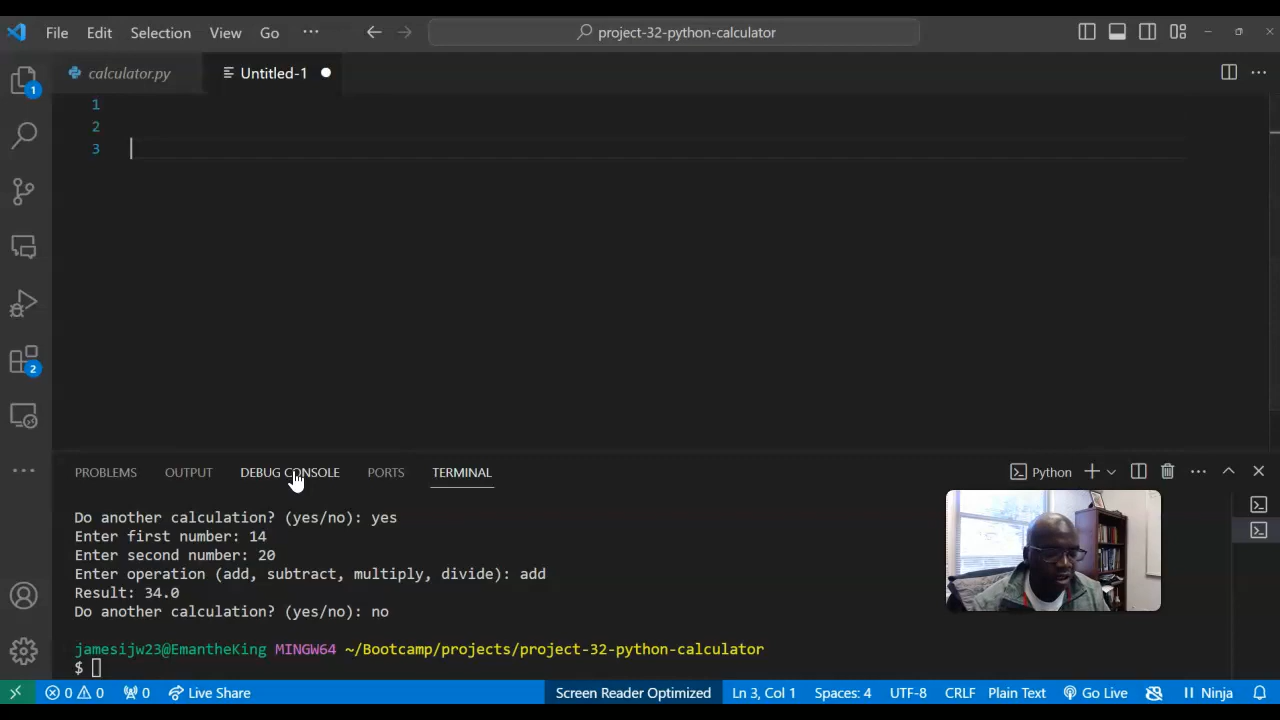 File Edit Selection View Go ··· project-32-python-calculator
calculator.py Untitled-1
1
1
2
3
2
PROBLEMS OUTPUT DEBUG CONSOLE PORTS TERMINAL Python
Do another calculation? (yes/no): yes
Enter first number: 14
Enter second number: 20
Enter operation (add, subtract, multiply, divide): add
Result: 34.0
Do another calculation? (yes/no): no
jamesijw23@EmantheKing MINGW64 ~/Bootcamp/projects/project-32-python-calculator
$
0 0 0 Live Share Screen Reader Optimized Ln 3, Col 1 Spaces: 4 UTF-8 CRLF Plain Text Go Live Ninja